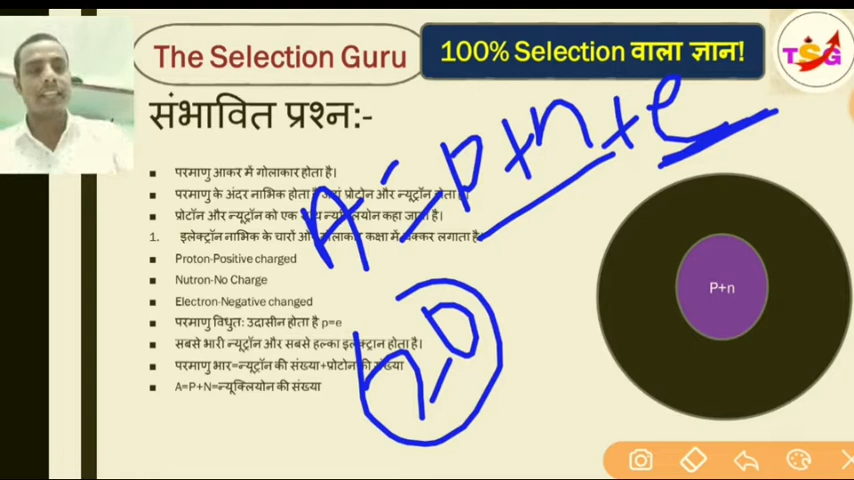 The Selection Guru
100% Selection वाला ज्ञान!
TSG
संभावित प्रश्न:-
A = p+n+e
परमाणु आकर में गोलाकार होता है।
परमाणु के अंदर नाभिक होता है जहां प्रोटोन और न्यूट्रॉन होता है।
प्रोटॉन और न्यूट्रॉन को एक साथ न्यूक्लियोन कहा जाता है।
1. इलेक्ट्रॉन नाभिक के चारों ओर गोलाकार कक्षा में चक्कर लगाता है
Proton-Positive charged
Nutron-No Charge
Electron-Negative changed
परमाणु विधुत: उदासीन होता है p=e
सबसे भारी न्यूट्रॉन और सबसे हल्का इलेक्ट्रान होता है।
परमाणु भार=न्यूट्रॉन की संख्या+प्रोटोन की संख्या
A=P+N=न्यूक्लियोन की संख्या
P+n
h,p